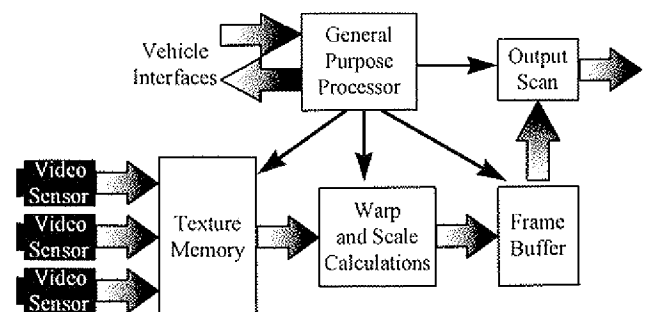 Vehicle
Interfaces
General
Purpose
Processor
Output
Scan
Video
Sensor
Video
Sensor
Video
Sensor
Texture
Memory
Warp
and Scale
Calculations
Frame
Buffer